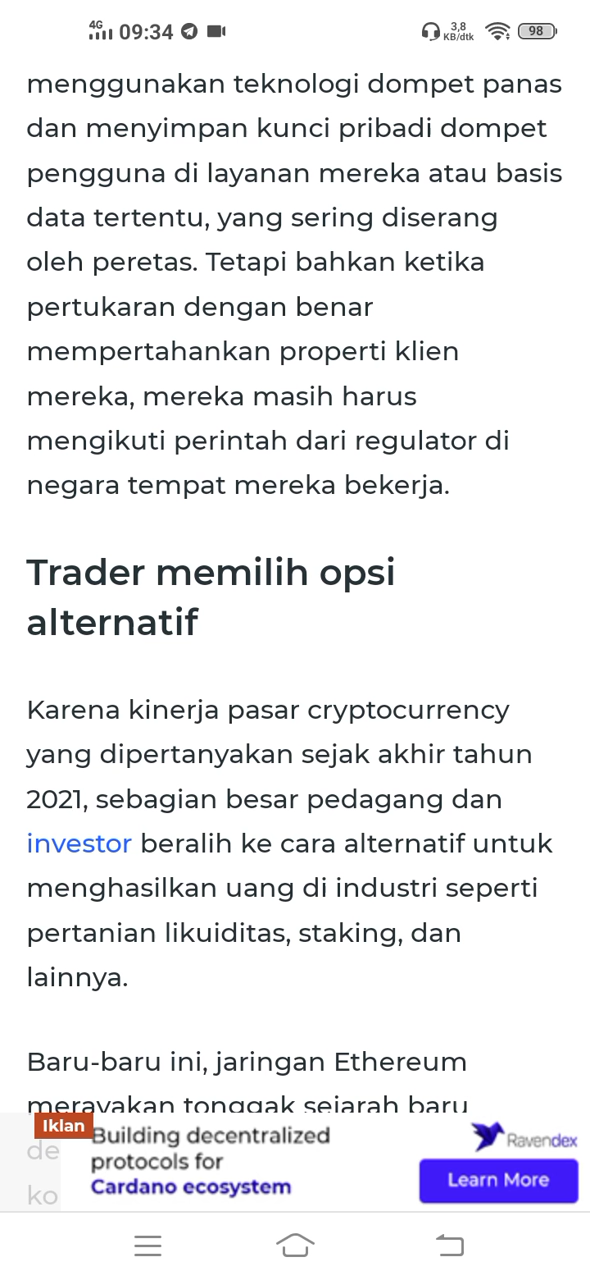 4G 09:34 3,8 KB/dtk 98
menggunakan teknologi dompet panas
dan menyimpan kunci pribadi dompet
pengguna di layanan mereka atau basis
data tertentu, yang sering diserang
oleh peretas. Tetapi bahkan ketika
pertukaran dengan benar
mempertahankan properti klien
mereka, mereka masih harus
mengikuti perintah dari regulator di
negara tempat mereka bekerja.
Trader memilih opsi
alternatif
Karena kinerja pasar cryptocurrency
yang dipertanyakan sejak akhir tahun
2021, sebagian besar pedagang dan
investor beralih ke cara alternatif untuk
menghasilkan uang di industri seperti
pertanian likuiditas, staking, dan
lainnya.
Baru-baru ini, jaringan Ethereum
merayakan tonggak sejarah baru
de
ko
Iklan
Building decentralized
protocols for
Cardano ecosystem
Ravendex
Learn More